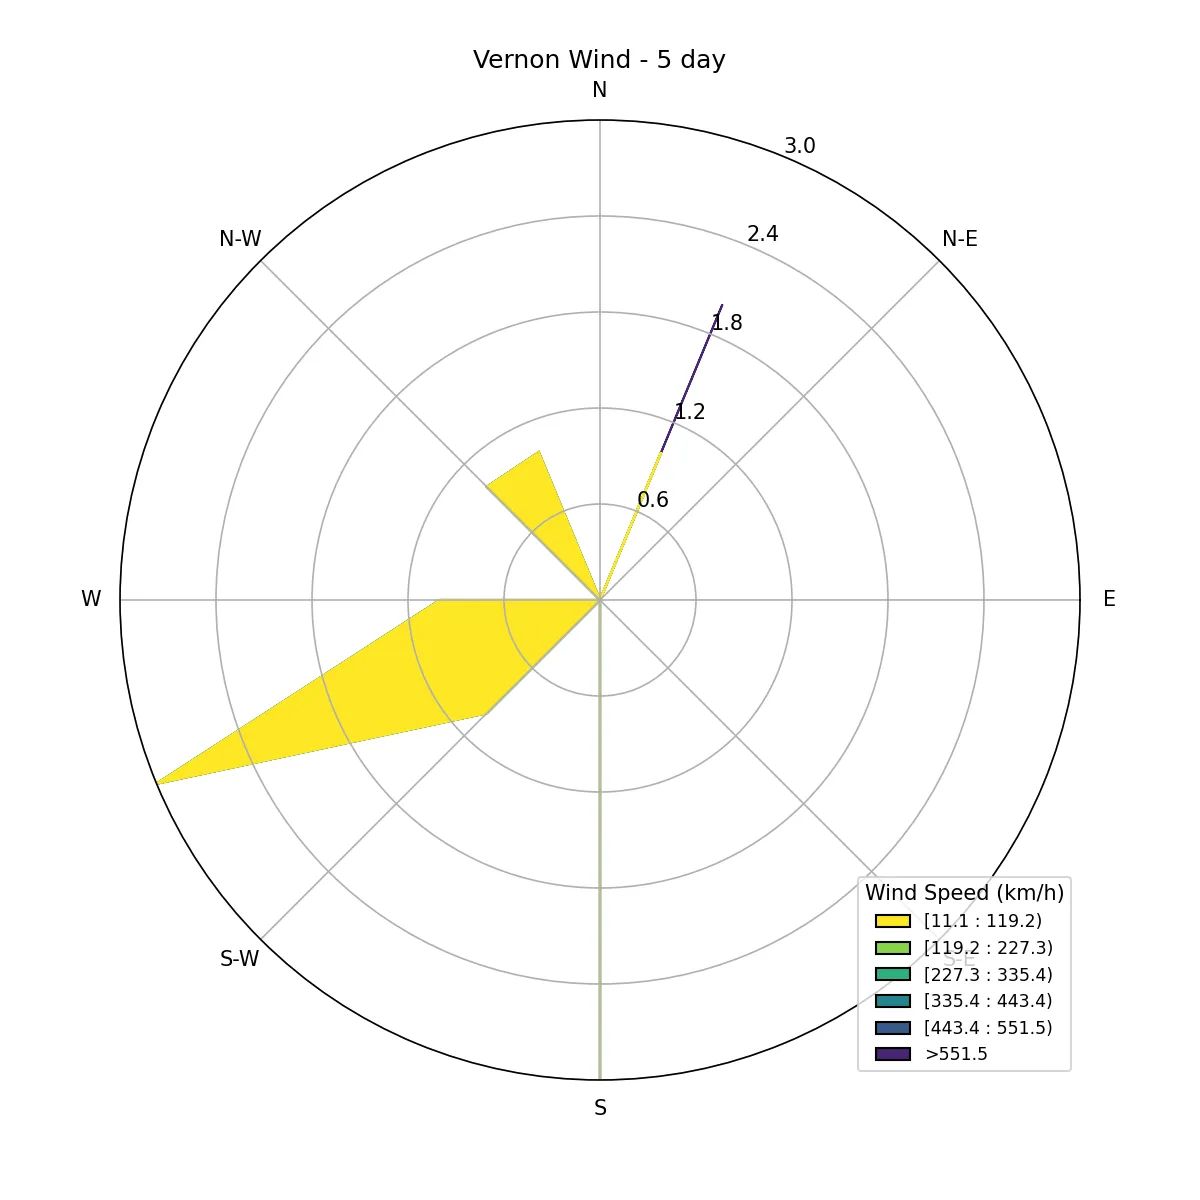 Vernon Wind - 5 day
N
3.0
N-W
2.4
N-E
1.8
1.2
0.6
W
E
Wind Speed (km/h)
[11.1 : 119.2)
[119.2 : 227.3)
S-W
S-E
[227.3 : 335.4)
[335.4 : 443.4)
[443.4 : 551.5)
>551.5
S